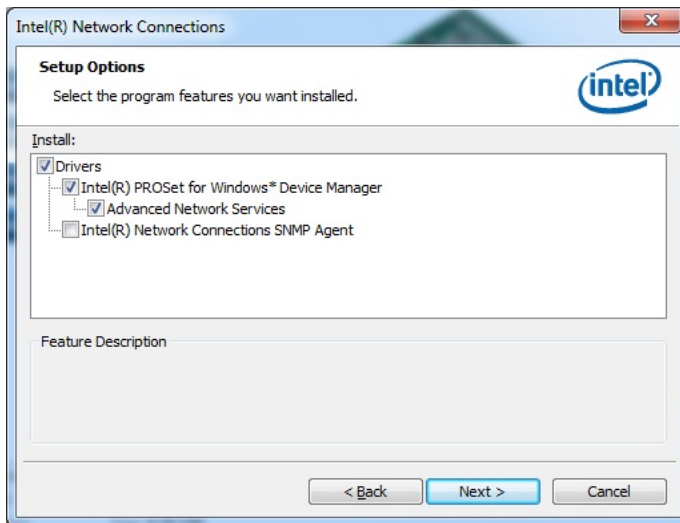 Intel(R) Network Connections
Setup Options
Select the program features you want installed.
intel
Install:
Drivers
Intel(R) PROSet for Windows* Device Manager
Advanced Network Services
Intel(R) Network Connections SNMP Agent
Feature Description
< Back
Next >
Cancel